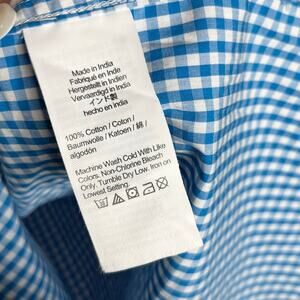 Made in India
Fabriqué en Inde
Hergestellt in Indien
Vervaardigd in India
インド製
hecho en india
100% Cotton / Coton /
Baumwolle / Katoen / 綿 /
algodón
Machine Wash Cold With Like
Colors. Non-Chlorine Bleach
Only. Tumble Dry Low. Iron On
Lowest Setting.